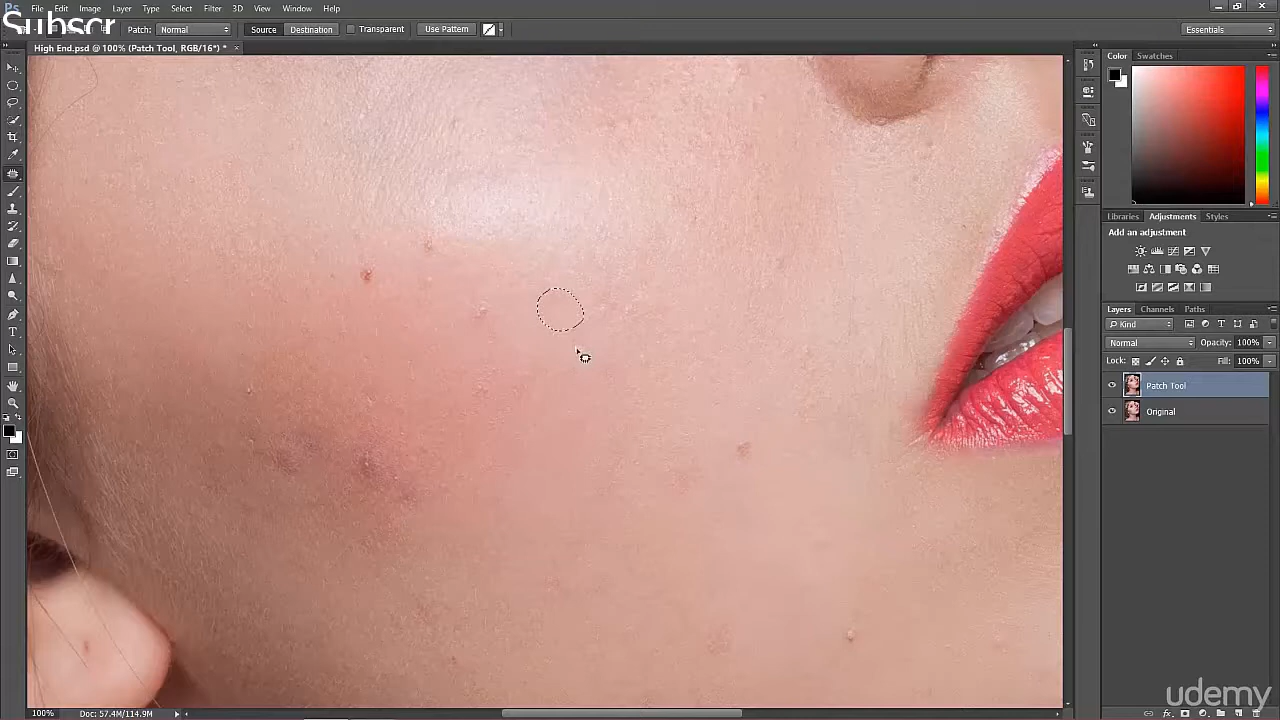 Ps File Edit Image Layer Type Select Filter 3D View Window Help
Subscr
Patch: Normal Source Destination Transparent Use Pattern Essentials
High End.psd @ 100% (Patch Tool, RGB/16*) * ×
Color Swatches
Libraries Adjustments Styles
Add an adjustment
Layers Channels Paths
Kind
Normal Opacity: 100%
Lock: Fill: 100%
Patch Tool
Original
udemy
100% Doc: 57.4M/114.9M